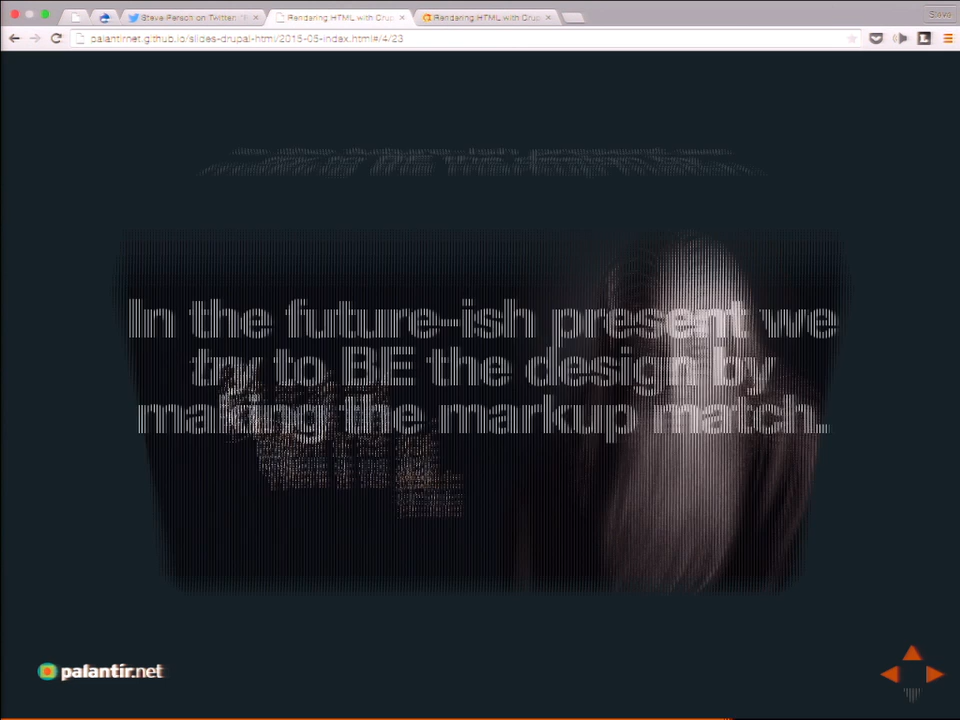 Steve Persch on Twitter: "
Rendering HTML with Drup
Rendering HTML with Drup
Steve
palantirnet.github.io/slides-drupal-html/2015-05-index.html#/4/23
In the future-ish present we
try to BE the design by
making the markup match.
palantir.net